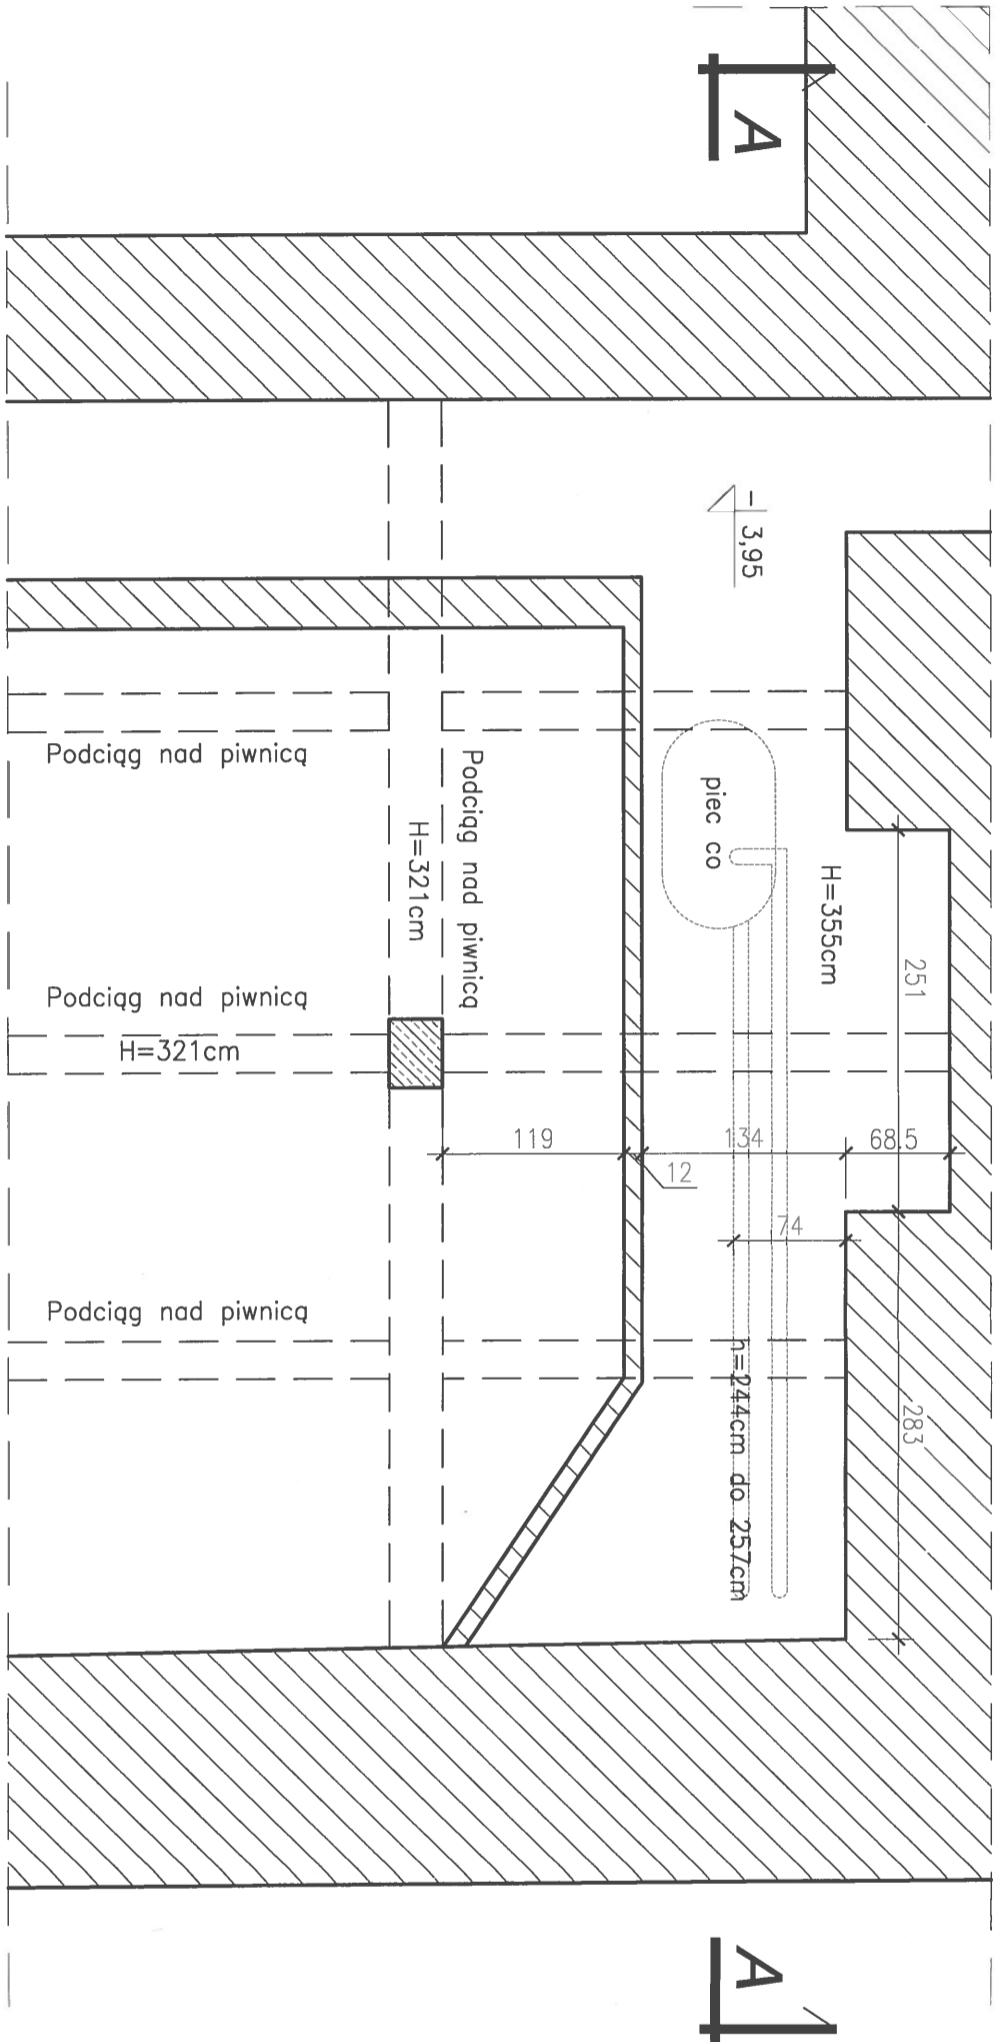 A
- 3,95
Podciąg nad piwnicą
Podciąg nad piwnicą
H=321cm
piec co
H=355cm
251
Podciąg nad piwnicą
H=321cm
119
134
68.5
12
74
Podciąg nad piwnicą
h=244cm do 257cm
283
A